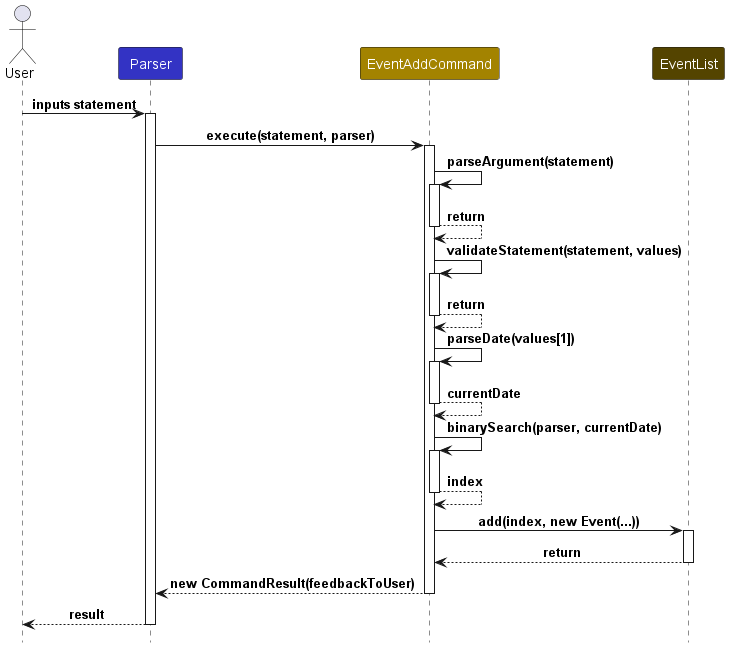 User
Parser
EventAddCommand
EventList
inputs statement
execute(statement, parser)
parseArgument(statement)
return
validateStatement(statement, values)
return
parseDate(values[1])
currentDate
binarySearch(parser, currentDate)
index
add(index, new Event(...))
return
new CommandResult(feedbackToUser)
result